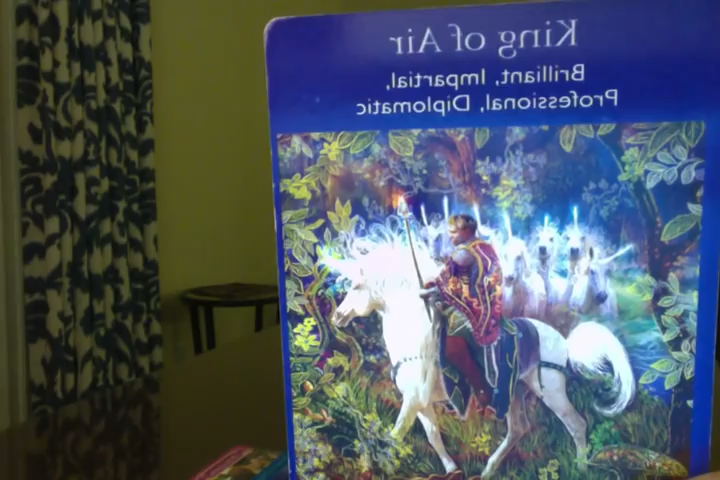 King of Air
Brilliant, Impartial,
Professional, Diplomatic